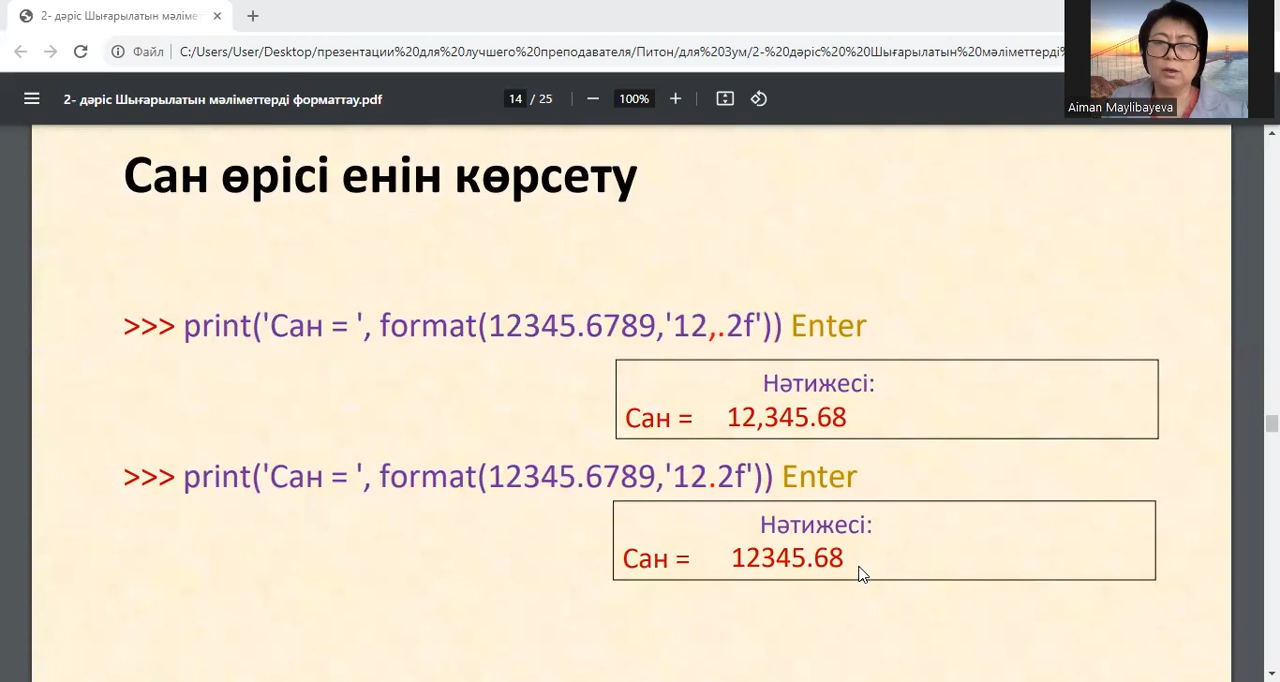 2- дәріс Шығарылатын мәліме
Файл
C:/Users/User/Desktop/презентации%20для%20лучшего%20преподавателя/Питон/для%20Зум/2-%20дәріс%20%20Шығарылатын%20мәліметтерді%
2- дәріс Шығарылатын мәліметтерді форматтау.pdf
14 / 25
100%
Aiman Maylibayeva
Сан өрісі енін көрсету
>>> print('Сан = ', format(12345.6789,'12,.2f')) Enter
Нәтижесі:
Сан = 12,345.68
>>> print('Сан = ', format(12345.6789,'12.2f')) Enter
Нәтижесі:
Сан = 12345.68